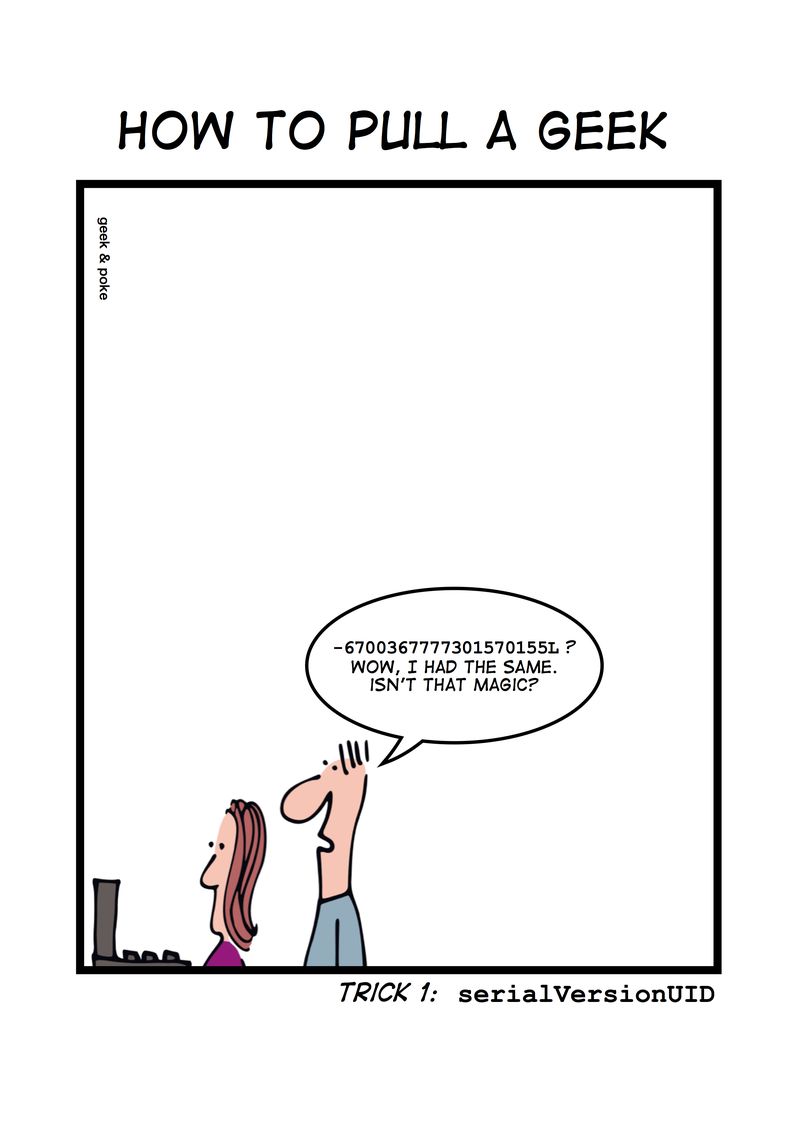 HOW TO PULL A GEEK
geek & poke
-6700367777301570155L ?
WOW, I HAD THE SAME.
ISN'T THAT MAGIC?
TRICK 1: serialVersionUID